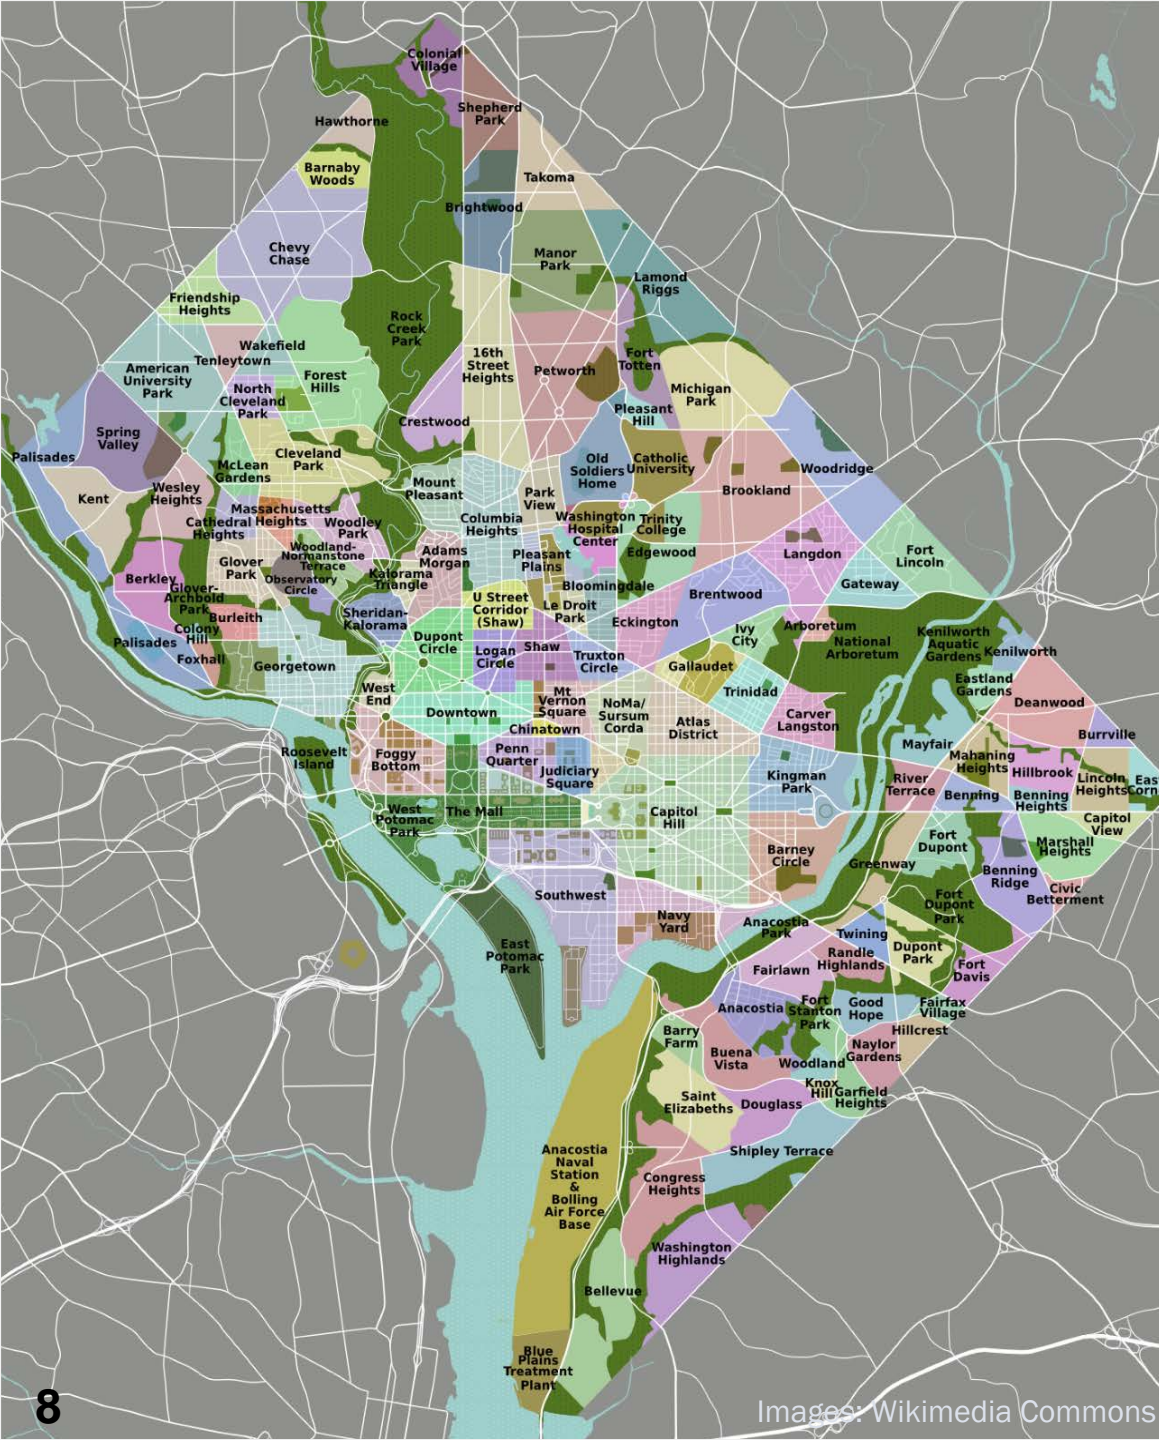 Colonial
Village
Shepherd
Park
Hawthorne
Barnaby
Woods
Takoma
Brightwood
Chevy
Chase
Manor
Park
Lamond
Riggs
Friendship
Heights
Rock
Creek
Park
Wakefield
Tenleytown
16th
Street
Heights
American
University
Park
Forest
Hills
Petworth
Fort
Totten
North
Cleveland
Park
Michigan
Park
Crestwood
Pleasant
Hill
Spring
Valley
Palisades
Cleveland
Park
McLean
Gardens
Old
Soldiers
Home
Catholic
University
Woodridge
Kent
Wesley
Heights
Mount
Pleasant
Park
View
Brookland
Massachusetts
Heights
Cathedral
Heights
Woodley
Park
Columbia
Heights
Washington
Hospital
Center
Trinity
College
Edgewood
Langdon
Fort
Lincoln
Woodland-
Normanstone
Terrace
Adams
Morgan
Pleasant
Plains
Glover
Park
Observatory
Circle
Kalorama
Triangle
Berkley
Glover-
Archbold
Park
Bloomingdale
Brentwood
Gateway
U Street
Corridor
(Shaw)
Le Droit
Park
Burleith
Sheridan-
Kalorama
Eckington
Ivy
City
Arboretum
National
Arboretum
Kenilworth
Aquatic
Gardens
Kenilworth
Colony
Hill
Palisades
Foxhall
Georgetown
Dupont
Circle
Logan
Circle
Shaw
Truxton
Circle
Gallaudet
Trinidad
Eastland
Gardens
Deanwood
West
End
Downtown
Mt
Vernon
Square
NoMa/
Sursum
Corda
Atlas
District
Carver
Langston
Chinatown
Burrville
Mayfair
Roosevelt
Island
Foggy
Bottom
Penn
Quarter
Judiciary
Square
Kingman
Park
River
Terrace
Mahaning
Heights
Hillbrook
Lincoln
Heights
East
Corn
Benning
Benning
Heights
West
Potomac
Park
The Mall
Capitol
Hill
Capitol
View
Marshall
Heights
Fort
Dupont
Barney
Circle
Greenway
Benning
Ridge
Civic
Betterment
Southwest
Navy
Yard
Anacostia
Park
Fort
Dupont
Park
Twining
Dupont
Park
Randle
Highlands
East
Potomac
Park
Fairlawn
Fort
Davis
Anacostia
Fort
Stanton
Park
Good
Hope
Fairfax
Village
Hillcrest
Barry
Farm
Buena
Vista
Naylor
Gardens
Woodland
Knox
Hill
Garfield
Heights
Saint
Elizabeths
Douglass
Shipley Terrace
Anacostia
Naval
Station
&
Bolling
Air Force
Base
Congress
Heights
Washington
Highlands
Bellevue
Blue
Plains
Treatment
Plant
8
Images: Wikimedia Commons